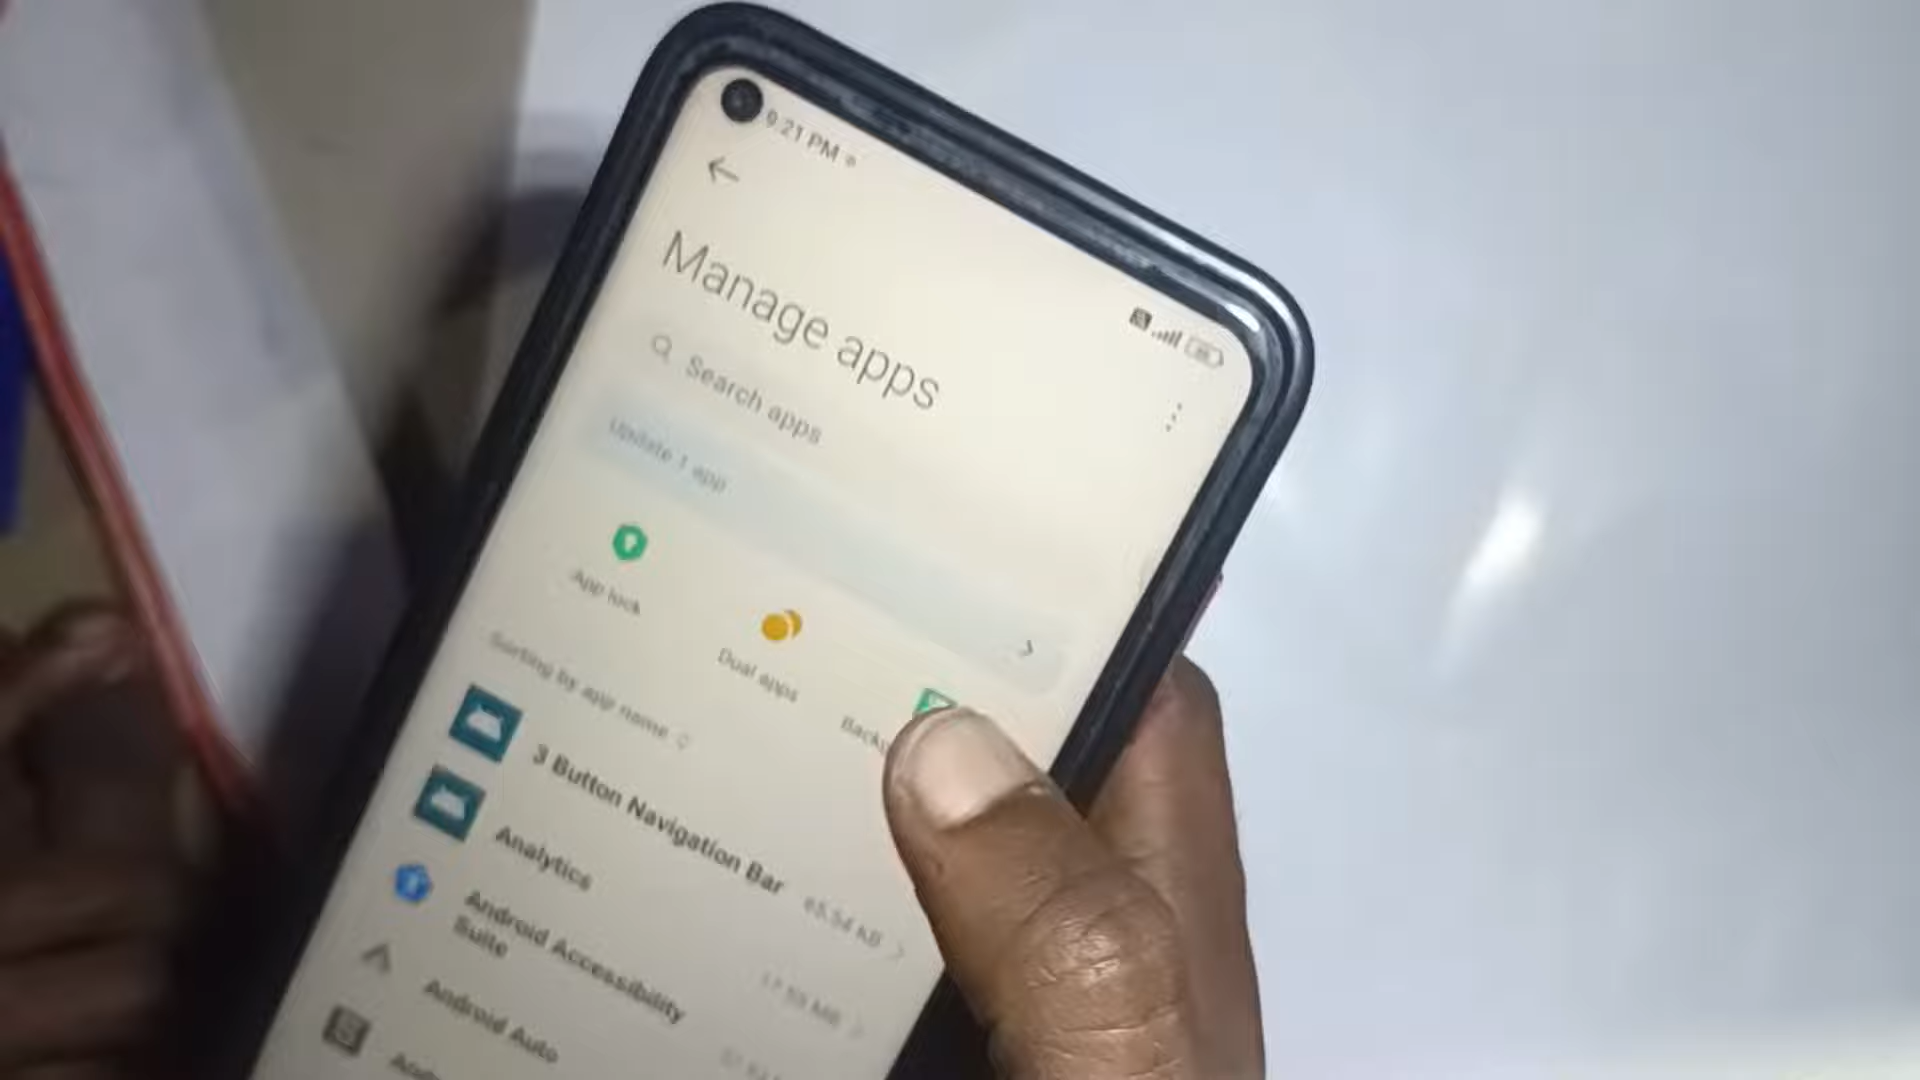 9:21 PM
Manage apps
Search apps
Update 1 app
App lock
Dual apps
Sorting by app name
3 Button Navigation Bar
Analytics
Android Accessibility
Suite
Android Auto